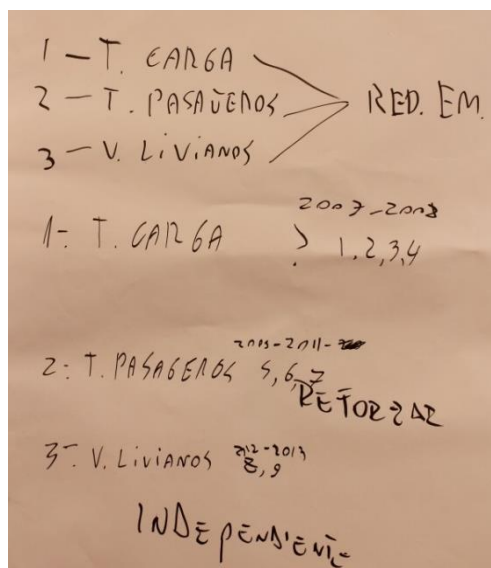 1 - T. CARGA
2 - T. PASAJEROS
RED. EM.
3 - V. LiViANOS
2007-2008
1- T. CARGA ? 1,2,3,4
2011-
2: T. PASAGEROS 5,6,7
REFORZAR
2012-2013
3-. V. LiViANOS 8,9
INDEpENDiENTE